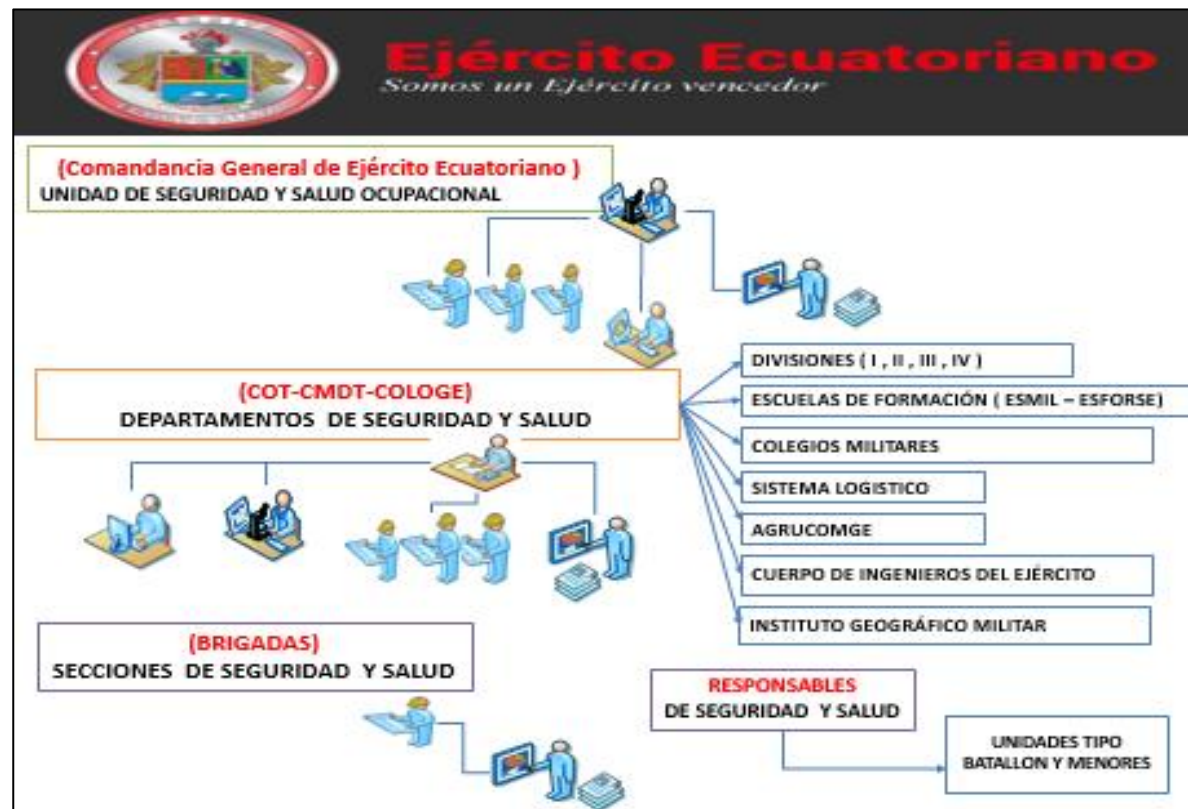 Ejército Ecuatoriano
Somos un Ejército vencedor
(Comandancia General de Ejército Ecuatoriano )
UNIDAD DE SEGURIDAD Y SALUD OCUPACIONAL
(COT-CMDT-COLOGE)
DEPARTAMENTOS DE SEGURIDAD Y SALUD
DIVISIONES ( I , II , III , IV )
ESCUELAS DE FORMACIÓN ( ESMIL – ESFORSE)
COLEGIOS MILITARES
SISTEMA LOGISTICO
AGRUCOMGE
CUERPO DE INGENIEROS DEL EJÉRCITO
INSTITUTO GEOGRÁFICO MILITAR
(BRIGADAS)
SECCIONES DE SEGURIDAD Y SALUD
RESPONSABLES
DE SEGURIDAD Y SALUD
UNIDADES TIPO
BATALLON Y MENORES